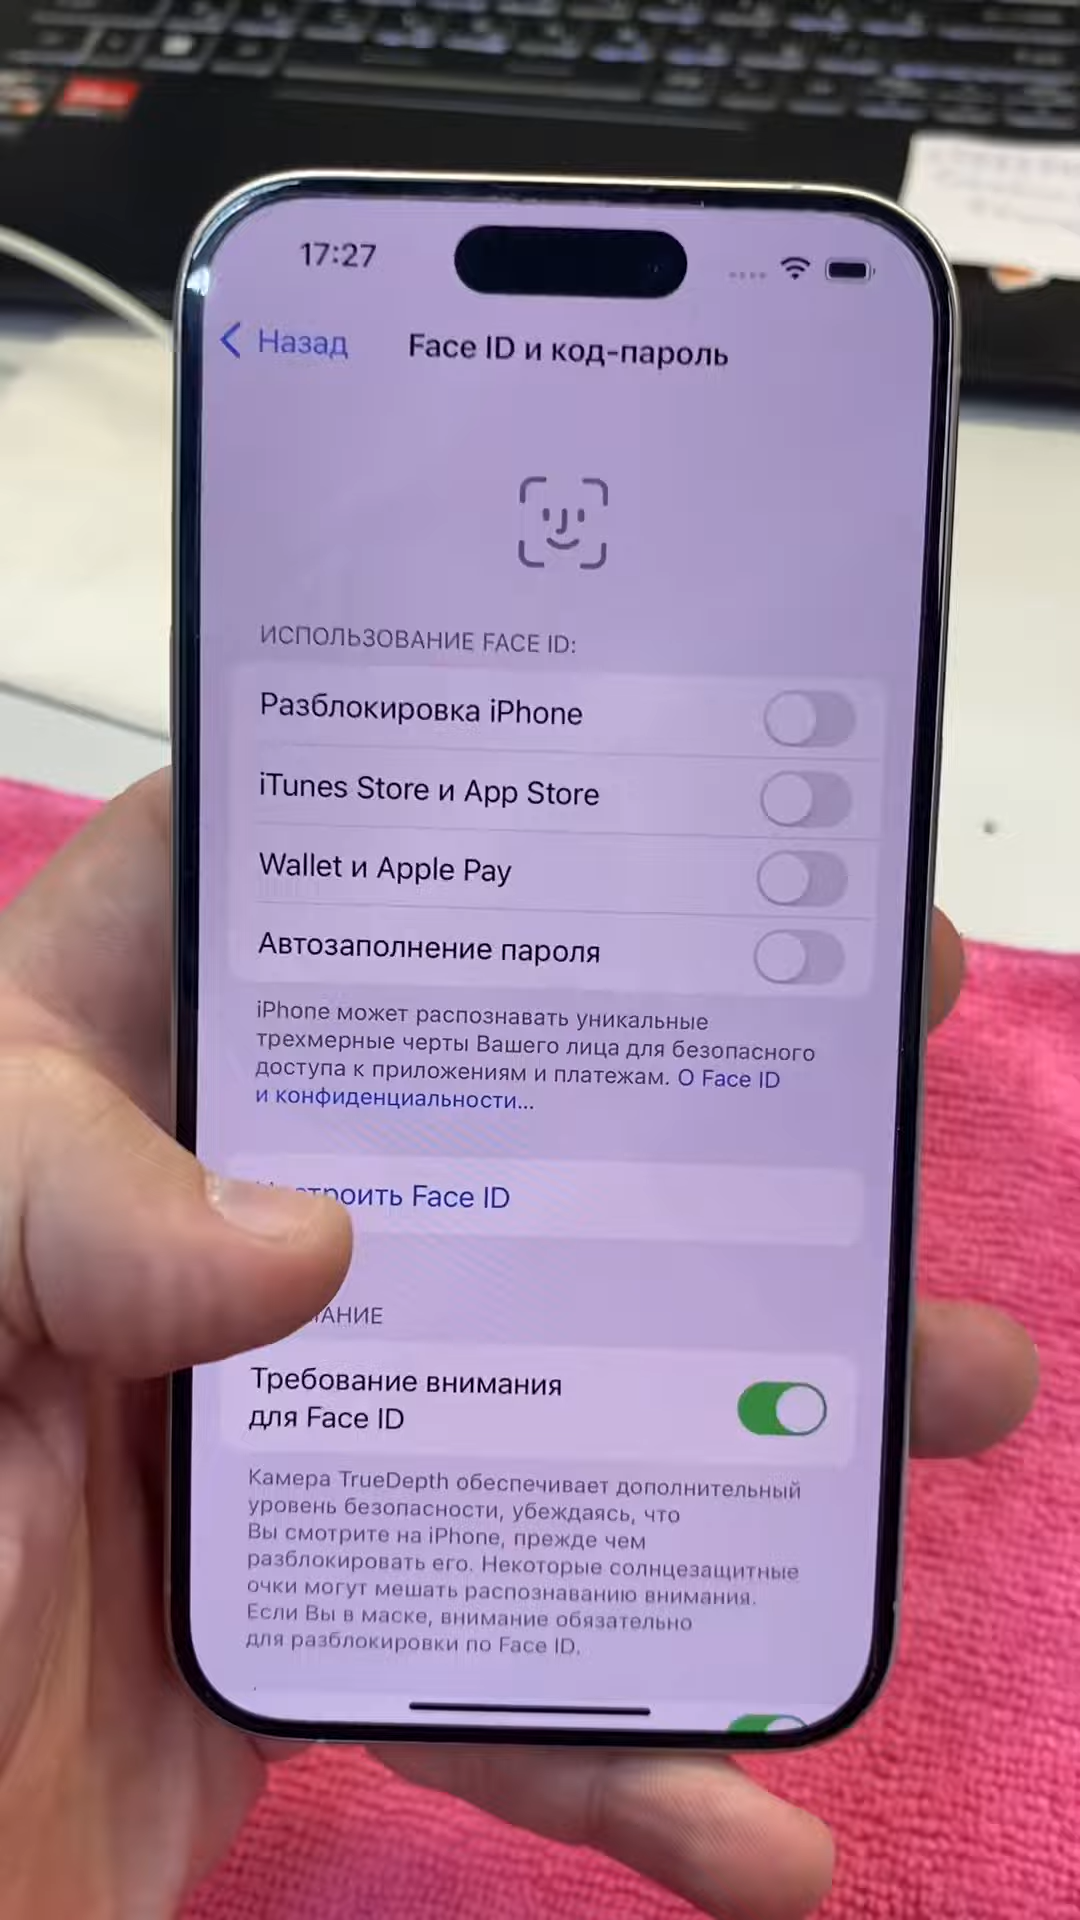 17:27
Назад
Face ID и код-пароль
ИСПОЛЬЗОВАНИЕ FACE ID:
Разблокировка iPhone
iTunes Store и App Store
Wallet и Apple Pay
Автозаполнение пароля
iPhone может распознавать уникальные
трехмерные черты Вашего лица для безопасного
доступа к приложениям и платежам. О Face ID
и конфиденциальности...
Face ID
Требование внимания
для Face ID
Камера TrueDepth обеспечивает дополнительный
уровень безопасности, убеждаясь, что
Вы смотрите на iPhone, прежде чем
разблокировать его. Некоторые солнцезащитные
очки могут мешать распознаванию внимания.
Если Вы в маске, внимание обязательно
для разблокировки по Face ID.